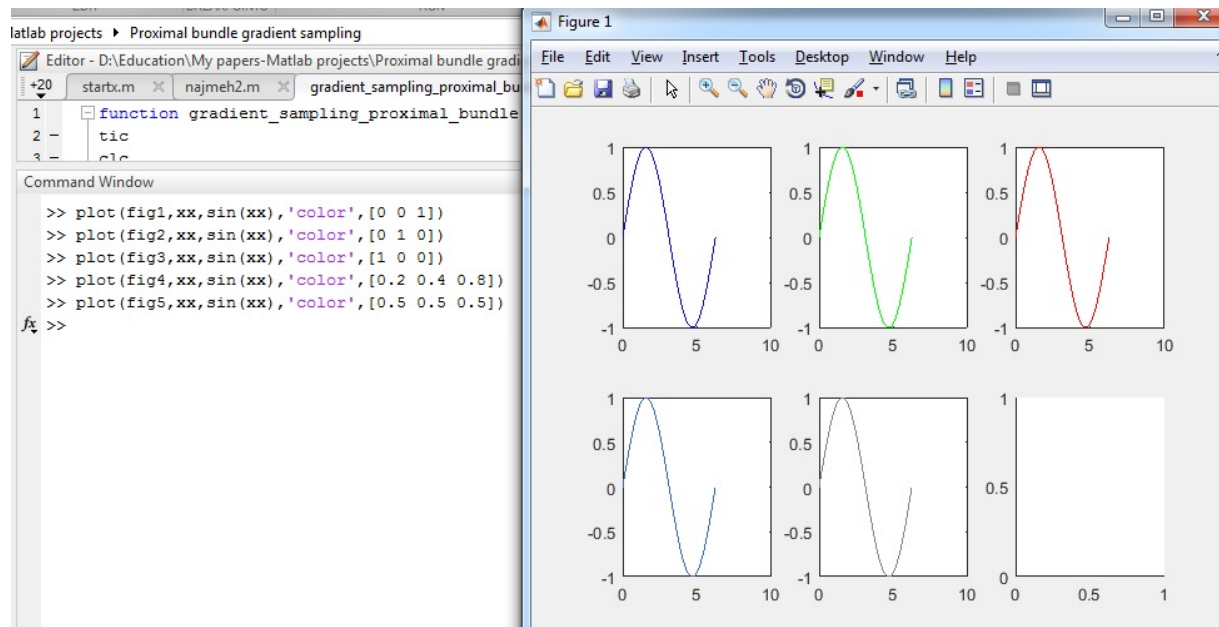 EDIT BREAKPOINTS RUN
latlab projects ▶ Proximal bundle gradient sampling
Editor - D:\Education\My papers-Matlab projects\Proximal bundle gradi
+20 startx.m najmeh2.m gradient_sampling_proximal_bu
1 function gradient_sampling_proximal_bundle
2 - tic
3 - clc
Command Window
>> plot(fig1,xx,sin(xx),'color',[0 0 1])
>> plot(fig2,xx,sin(xx),'color',[0 1 0])
>> plot(fig3,xx,sin(xx),'color',[1 0 0])
>> plot(fig4,xx,sin(xx),'color',[0.2 0.4 0.8])
>> plot(fig5,xx,sin(xx),'color',[0.5 0.5 0.5])
fx >>
Figure 1
File Edit View Insert Tools Desktop Window Help
1
0.5
0
-0.5
-1
0 5 10
1
0.5
0
-0.5
-1
0 5 10
1
0.5
0
-0.5
-1
0 5 10
1
0.5
0
-0.5
-1
0 5 10
1
0.5
0
-0.5
-1
0 5 10
1
0.5
0
0 0.5 1